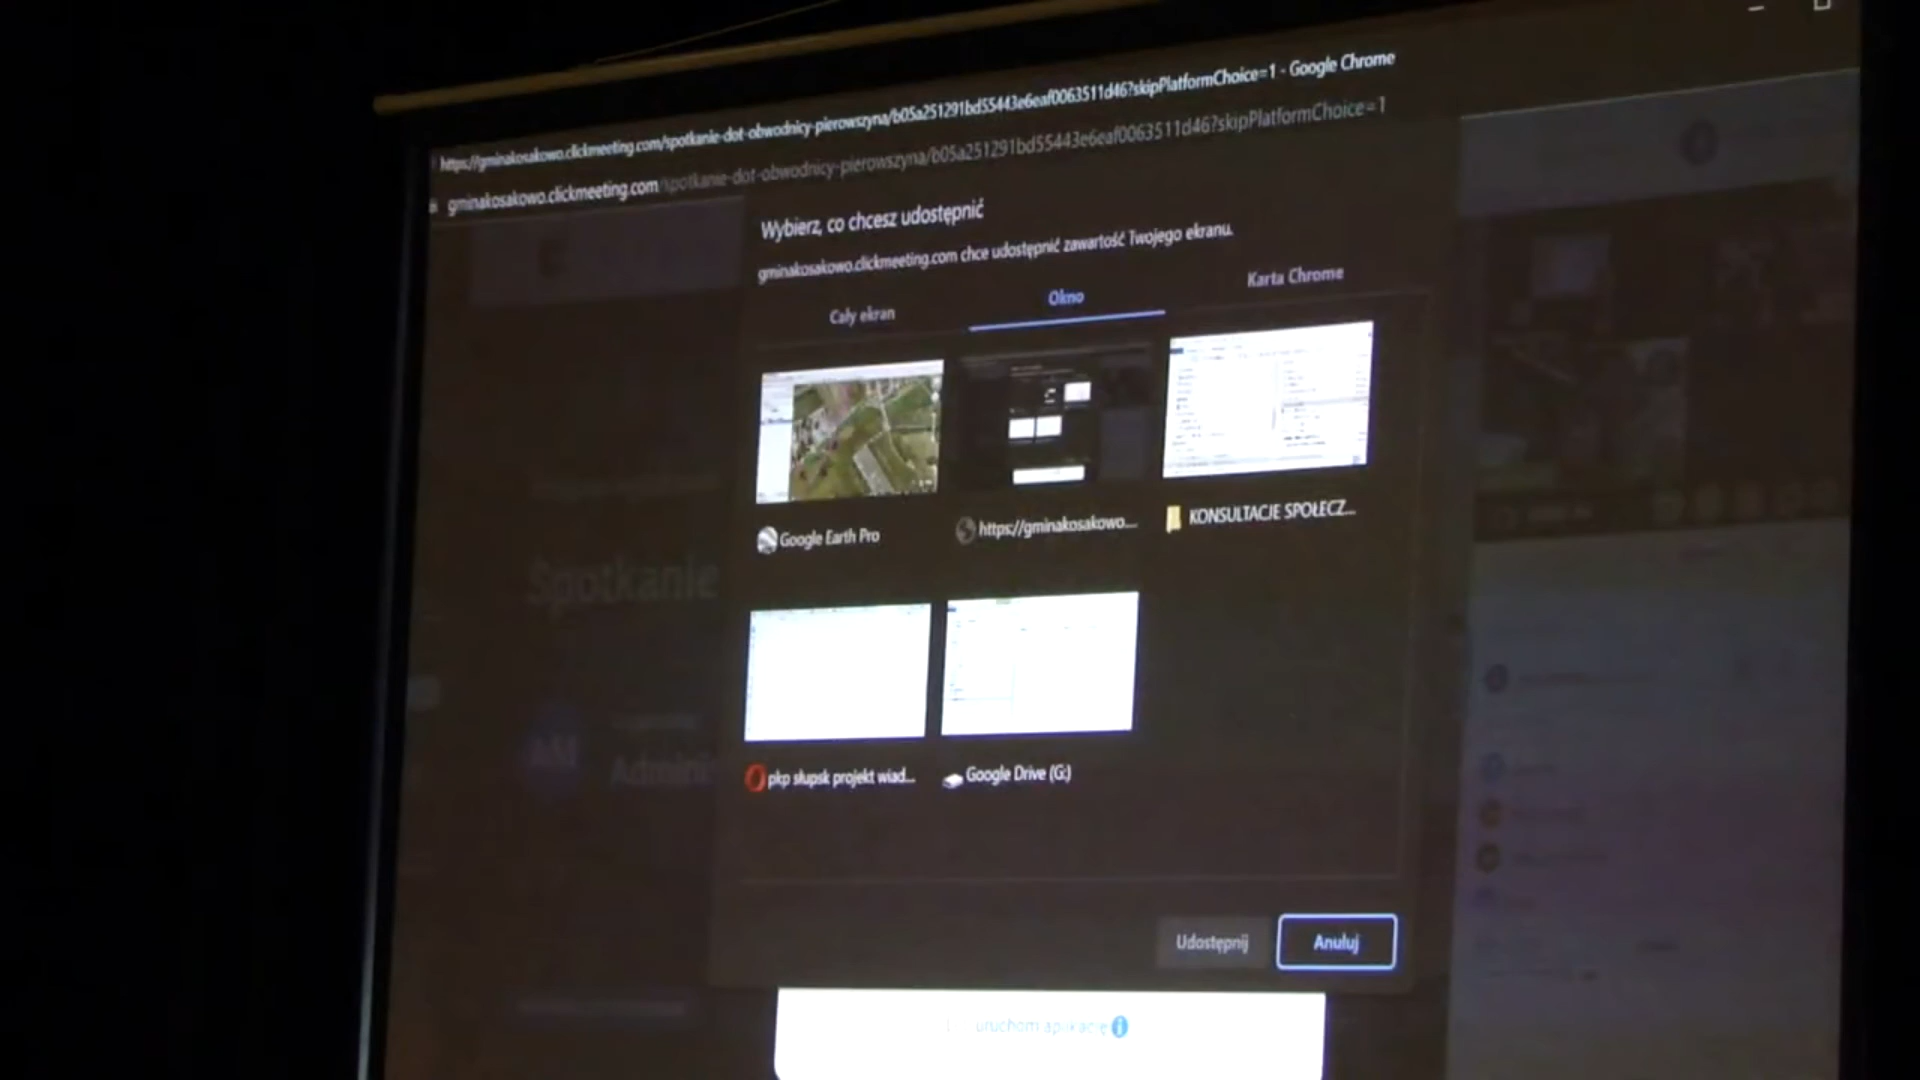 https://gminakosakowo.clickmeeting.com/spotkanie-dot-obwodnicy-pierowszyna/b05a251291bd55443e6eaf0063511d46?skipPlatformChoice=1 - Google Chrome
gminakosakowo.clickmeeting.com/spotkanie-dot-obwodnicy-pierowszyna/b05a251291bd55443e6eaf0063511d46?skipPlatformChoice=1
Wybierz, co chcesz udostępnić
gminakosakowo.clickmeeting.com chce udostępnić zawartość Twojego ekranu.
Cały ekran
Okno
Karta Chrome
Google Earth Pro
https://gminakosakowo...
KONSULTACJE SPOŁECZ...
Spotkanie
pkp słupsk projekt wiad...
Google Drive (G:)
Admini
Udostępnij
Anuluj
uruchom aplikację